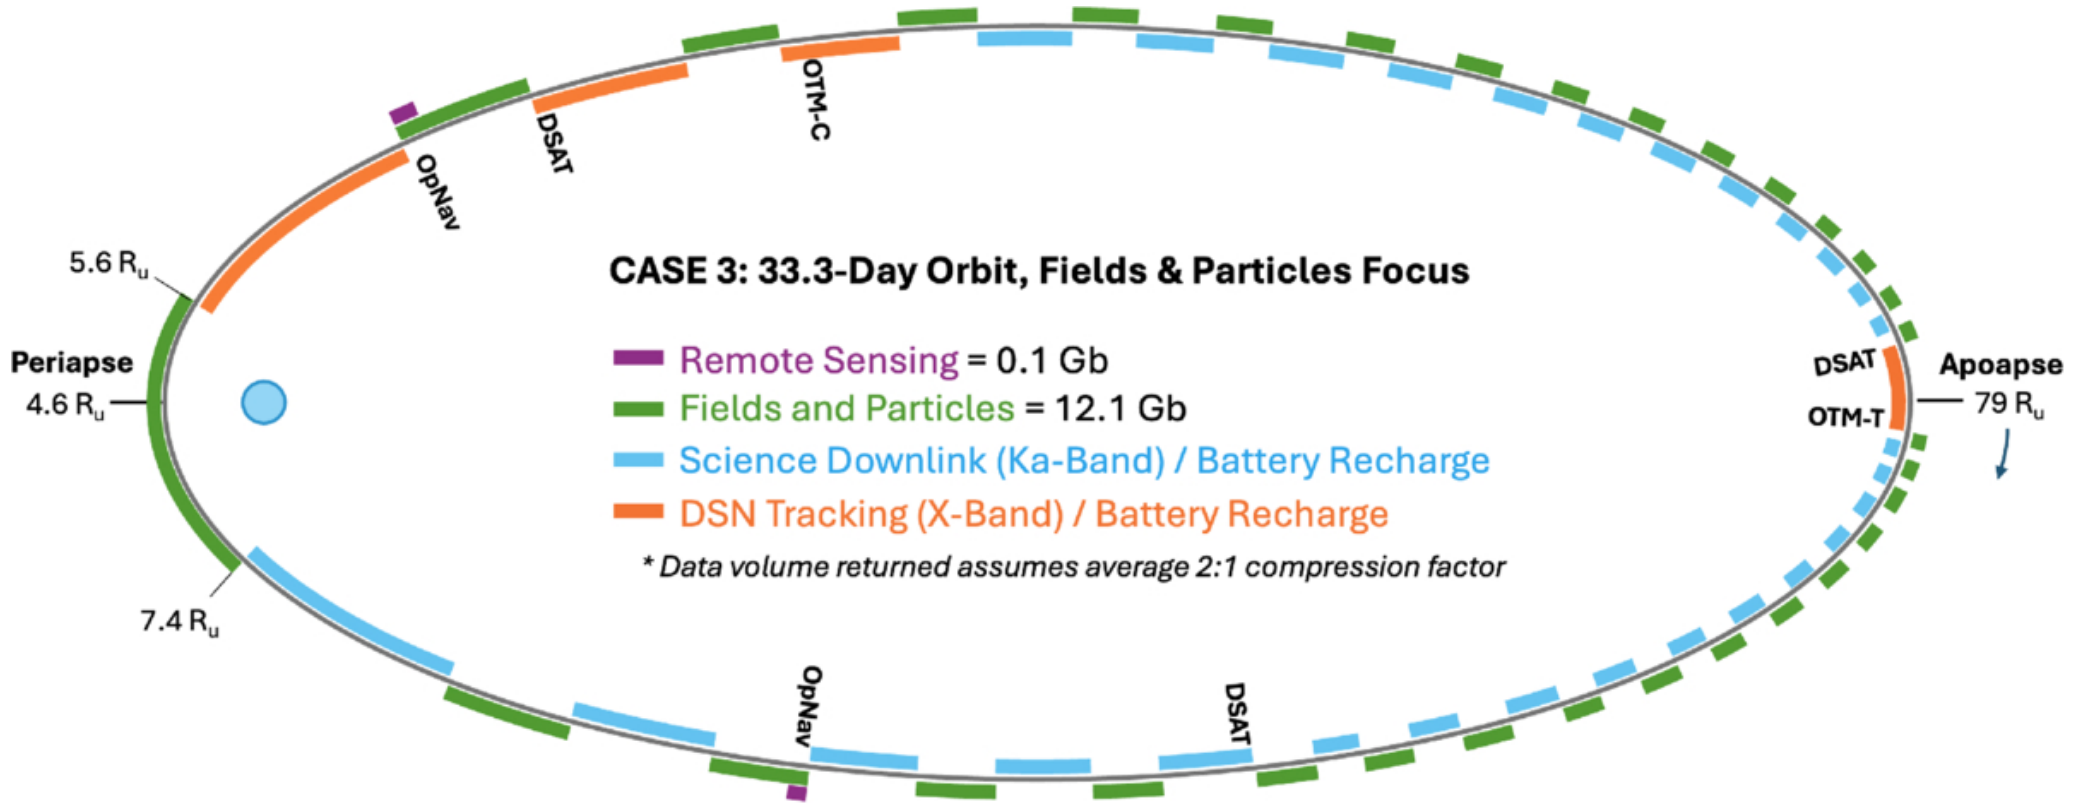 OTM-C
DSAT
OpNav
5.6 Ru
CASE 3: 33.3-Day Orbit, Fields & Particles Focus
Periapse
4.6 Ru
Remote Sensing = 0.1 Gb
Fields and Particles = 12.1 Gb
Science Downlink (Ka-Band) / Battery Recharge
DSN Tracking (X-Band) / Battery Recharge
* Data volume returned assumes average 2:1 compression factor
DSAT
OTM-T
Apoapse
79 Ru
7.4 Ru
OpNav
DSAT